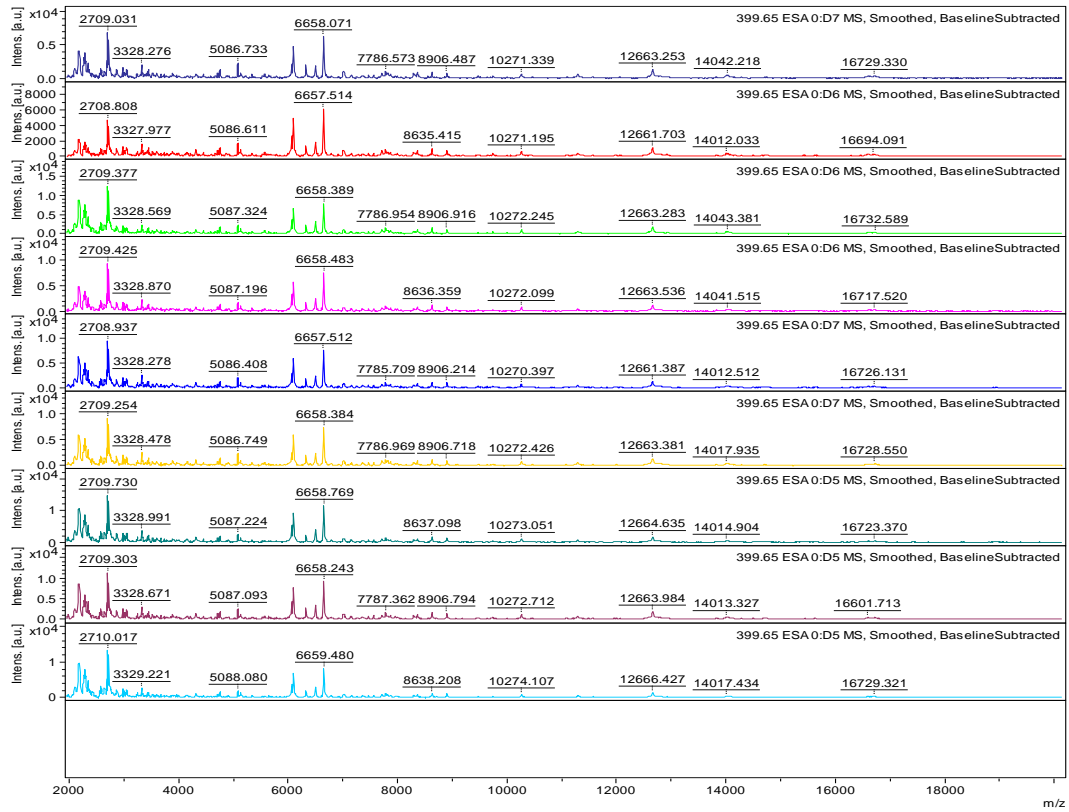 x10⁴ 399.65 ESA 0:D7 MS, Smoothed, BaselineSubtracted
Intens. [a.u.] 0.5 0.0
2709.031 3328.276 5086.733 6658.071 7786.573 8906.487 10271.339 12663.253 14042.218 16729.330
399.65 ESA 0:D6 MS, Smoothed, BaselineSubtracted
Intens. [a.u.] 8000 6000 4000 2000 0
2708.808 3327.977 5086.611 6657.514 8635.415 10271.195 12661.703 14012.033 16694.091
x10⁴ 399.65 ESA 0:D6 MS, Smoothed, BaselineSubtracted
Intens. [a.u.] 1.5 1.0 0.5 0.0
2709.377 3328.569 5087.324 6658.389 7786.954 8906.916 10272.245 12663.283 14043.381 16732.589
x10⁴ 399.65 ESA 0:D6 MS, Smoothed, BaselineSubtracted
Intens. [a.u.] 1.0 0.5 0.0
2709.425 3328.870 5087.196 6658.483 8636.359 10272.099 12663.536 14041.515 16717.520
x10⁴ 399.65 ESA 0:D7 MS, Smoothed, BaselineSubtracted
Intens. [a.u.] 1.0 0.5 0.0
2708.937 3328.278 5086.408 6657.512 7785.709 8906.214 10270.397 12661.387 14012.512 16726.131
x10⁴ 399.65 ESA 0:D7 MS, Smoothed, BaselineSubtracted
Intens. [a.u.] 1.0 0.5 0.0
2709.254 3328.478 5086.749 6658.384 7786.969 8906.718 10272.426 12663.381 14017.935 16728.550
x10⁴ 399.65 ESA 0:D5 MS, Smoothed, BaselineSubtracted
Intens. [a.u.] 1 0
2709.730 3328.991 5087.224 6658.769 8637.098 10273.051 12664.635 14014.904 16723.370
x10⁴ 399.65 ESA 0:D5 MS, Smoothed, BaselineSubtracted
Intens. [a.u.] 1.0 0.5 0.0
2709.303 3328.671 5087.093 6658.243 7787.362 8906.794 10272.712 12663.984 14013.327 16601.713
x10⁴ 399.65 ESA 0:D5 MS, Smoothed, BaselineSubtracted
Intens. [a.u.] 1 0
2710.017 3329.221 5088.080 6659.480 8638.208 10274.107 12666.427 14017.434 16729.321
2000 4000 6000 8000 10000 12000 14000 16000 18000
m/z